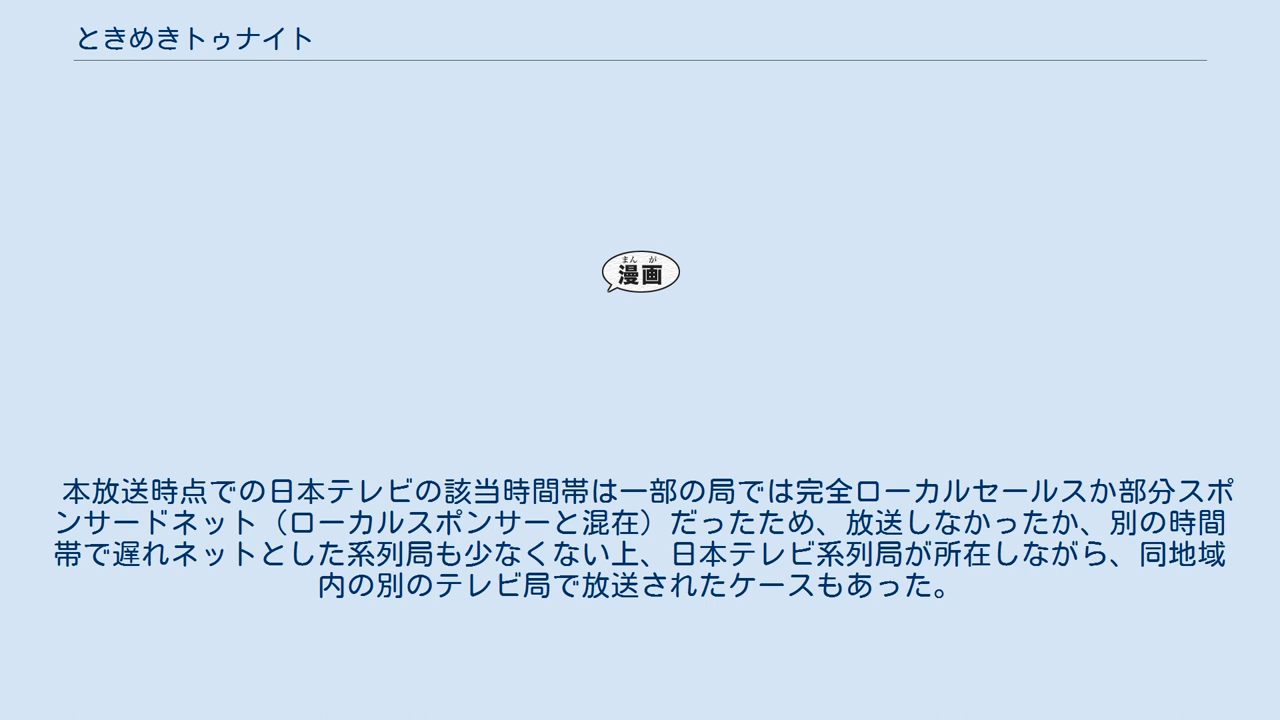 ときめきトゥナイト
まんが
漫画
本放送時点での日本テレビの該当時間帯は一部の局では完全ローカルセールスか部分スポ
ンサードネット（ローカルスポンサーと混在）だったため、放送しなかったか、別の時間
帯で遅れネットとした系列局も少なくない上、日本テレビ系列局が所在しながら、同地域
内の別のテレビ局で放送されたケースもあった。